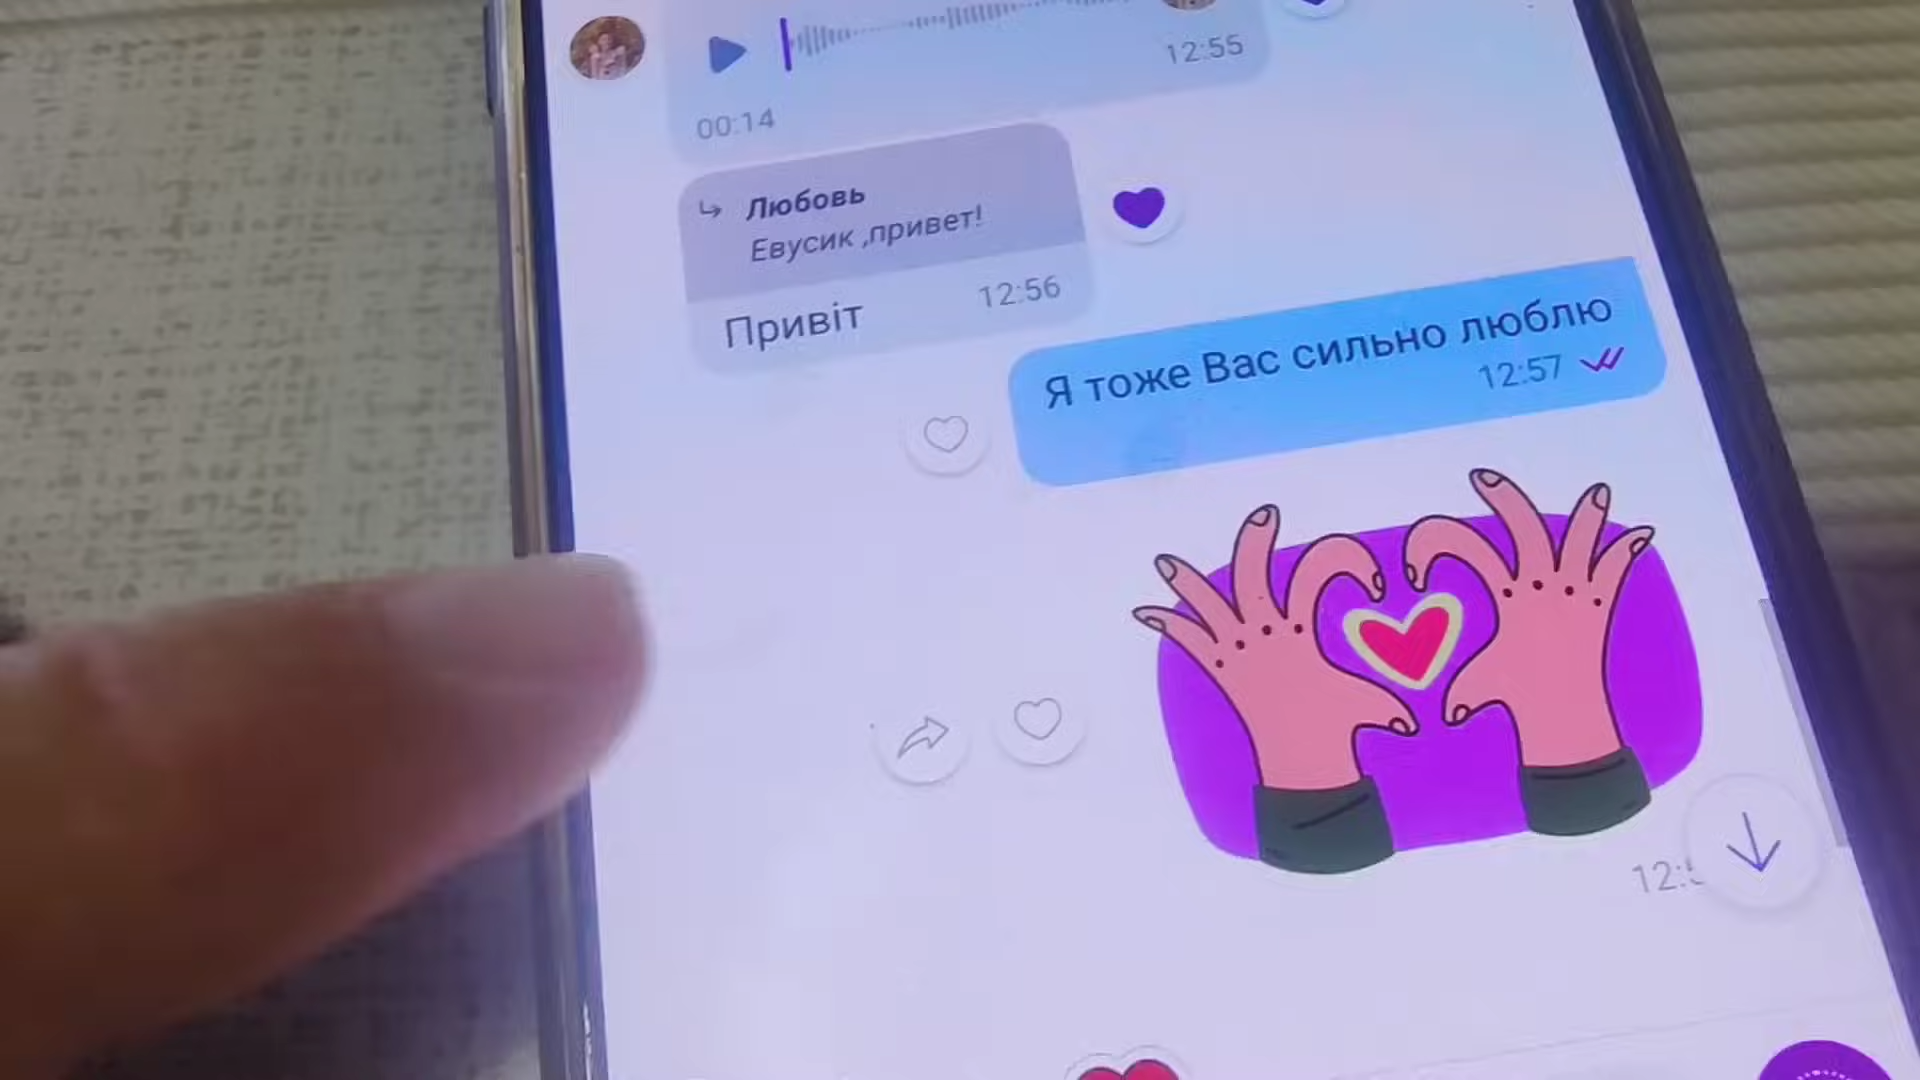 12:55
00:14
Любовь
Евусик ,привет!
Привіт
12:56
Я тоже Вас сильно люблю
12:57